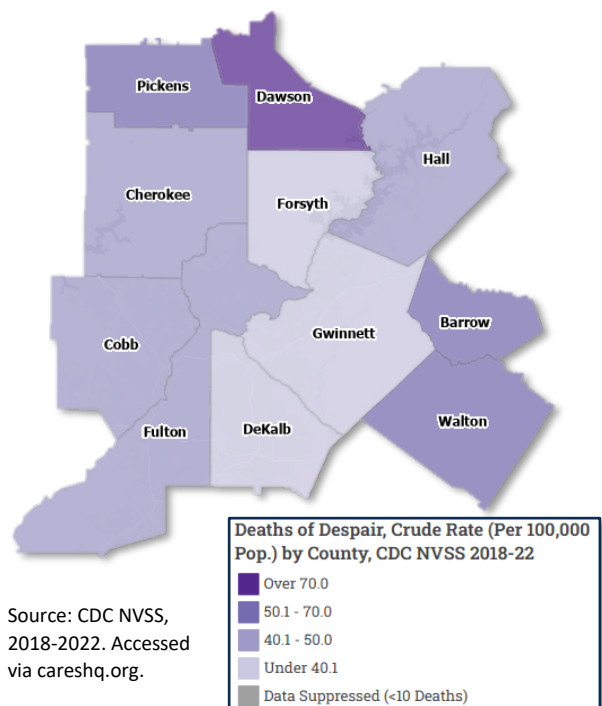 Pickens
Dawson
Hall
Cherokee
Forsyth
Gwinnett
Barrow
Cobb
Walton
Fulton
DeKalb
Deaths of Despair, Crude Rate (Per 100,000
Pop.) by County, CDC NVSS 2018-22
Over 70.0
50.1 - 70.0
40.1 - 50.0
Under 40.1
Data Suppressed (<10 Deaths)
Source: CDC NVSS,
2018-2022. Accessed
via careshq.org.